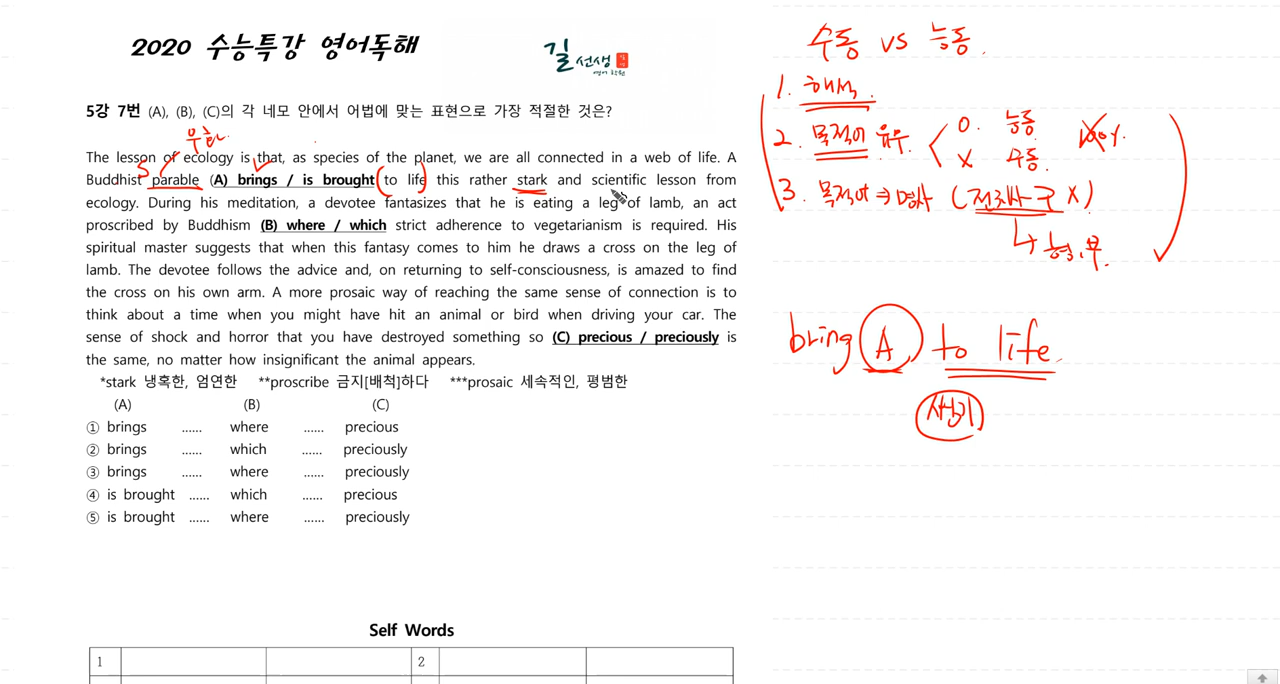 2020 수능특강 영어독해
길선생
영어 학원
수동 vs 능동.
1. 해석
5강 7번 (A), (B), (C)의 각 네모 안에서 어법에 맞는 표현으로 가장 적절한 것은?
우화
2. 목적어 유무. O. 능동
X 수동
100%
The lesson of ecology is that, as species of the planet, we are all connected in a web of life. A
S
Buddhist parable (A) brings / is brought to life this rather stark and scientific lesson from
3. 목적어 ⇒ 명사 (전치사 구 X)
ecology. During his meditation, a devotee fantasizes that he is eating a leg of lamb, an act
proscribed by Buddhism (B) where / which strict adherence to vegetarianism is required. His
형.부.
spiritual master suggests that when this fantasy comes to him he draws a cross on the leg of
lamb. The devotee follows the advice and, on returning to self-consciousness, is amazed to find
the cross on his own arm. A more prosaic way of reaching the same sense of connection is to
think about a time when you might have hit an animal or bird when driving your car. The
sense of shock and horror that you have destroyed something so (C) precious / preciously is
bring A to life
the same, no matter how insignificant the animal appears.
*stark 냉혹한, 엄연한 **proscribe 금지[배척]하다 ***prosaic 세속적인, 평범한
(A) (B) (C)
① brings ...... where ...... precious
② brings ...... which ...... preciously
③ brings ...... where ...... preciously
④ is brought ...... which ...... precious
⑤ is brought ...... where ...... preciously
Self Words
1 2